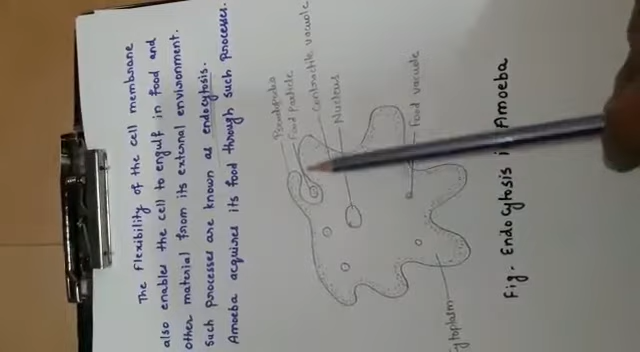 The flexibility of the cell membrane
also enables the cell to engulf in food and
other material from its external environment.
Such processes are known as endocytosis.
Amoeba acquires its food through such processes.
Pseudopodia
Food particle
Contractile vacuole
Nucleus
Food vacuole
Cytoplasm
Fig. Endocytosis i Amoeba